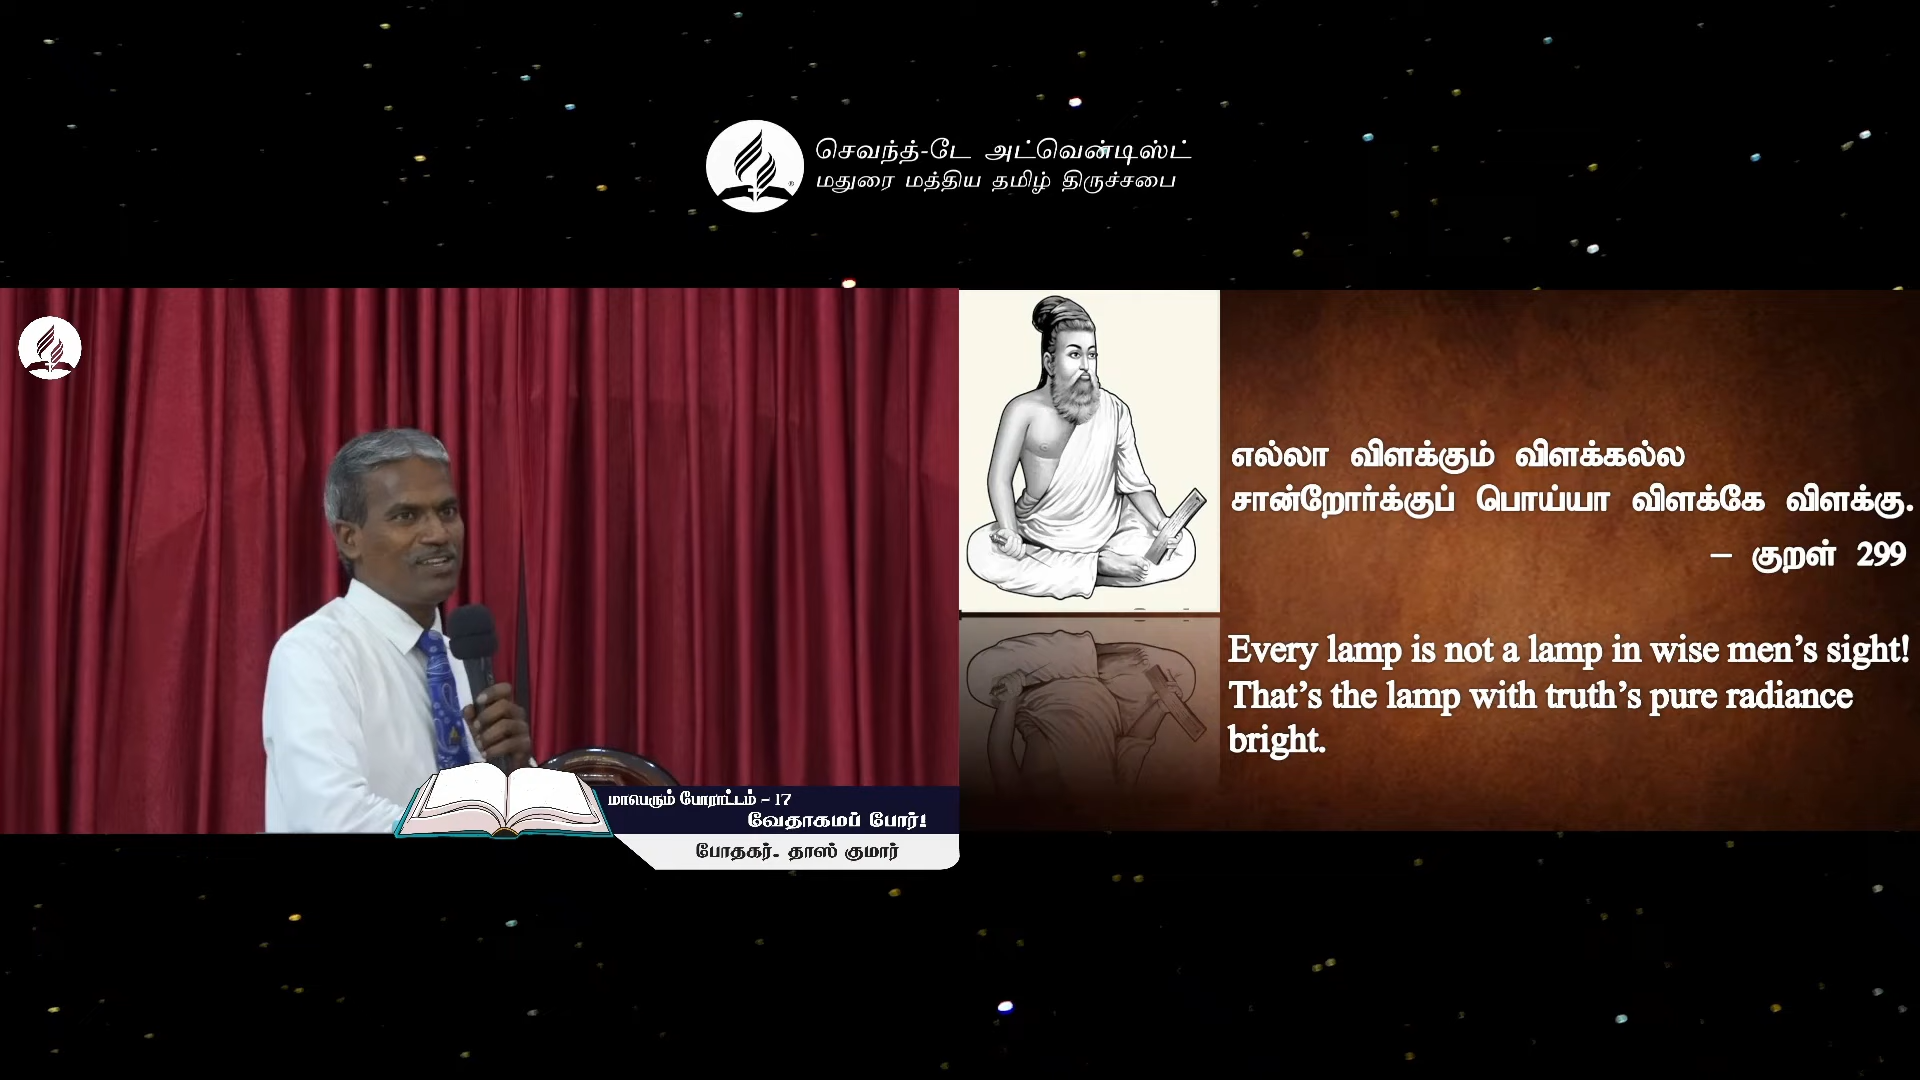 செவந்த்-டே அட்வென்டிஸ்ட்
மதுரை மத்திய தமிழ் திருச்சபை
எல்லா விளக்கும் விளக்கல்ல
சான்றோர்க்குப் பொய்யா விளக்கே விளக்கு.
– குறள் 299
Every lamp is not a lamp in wise men’s sight!
That’s the lamp with truth’s pure radiance
bright.
மாபெரும் போராட்டம் - 17
வேதாகமப் போர்!
போதகர். தாஸ் குமார்